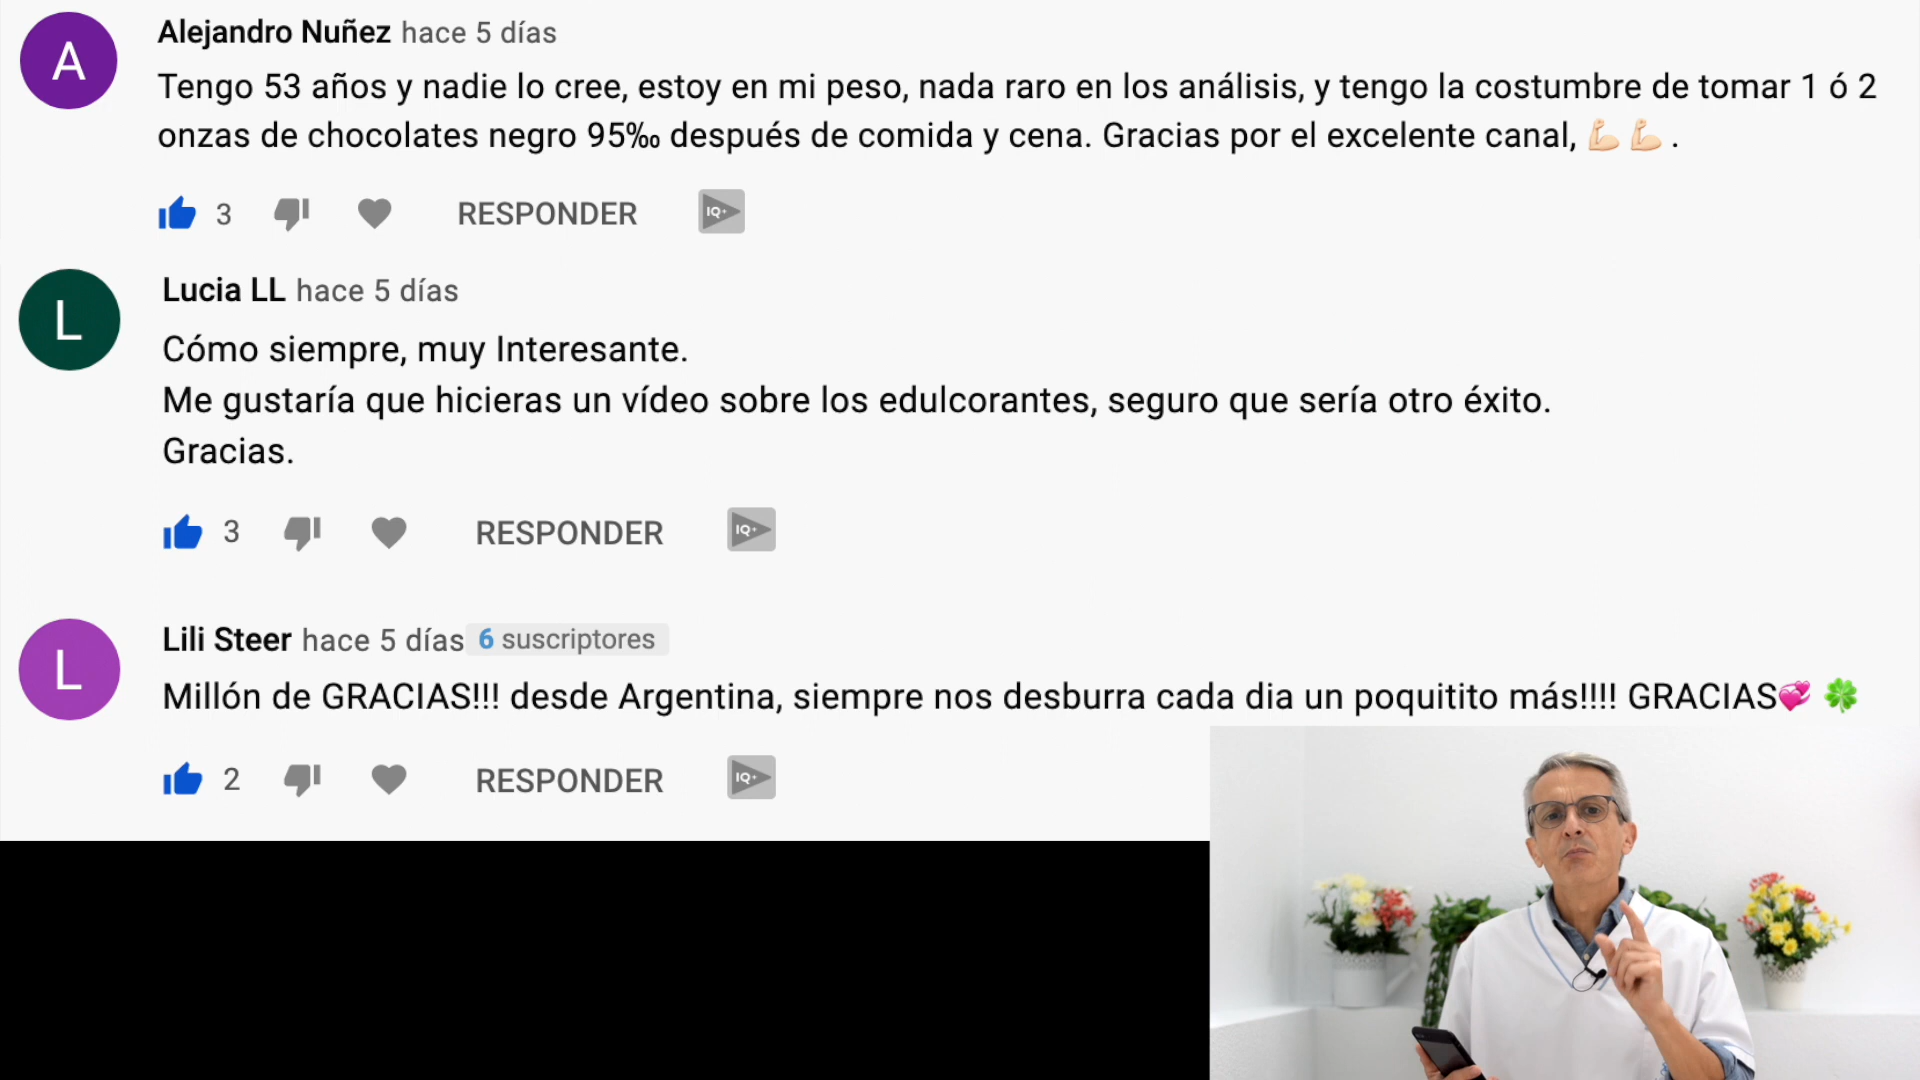 A
Alejandro Nuñez hace 5 días
Tengo 53 años y nadie lo cree, estoy en mi peso, nada raro en los análisis, y tengo la costumbre de tomar 1 ó 2
onzas de chocolates negro 95‰ después de comida y cena. Gracias por el excelente canal, 💪🏻💪🏻.
3 RESPONDER IQ+
L
Lucia LL hace 5 días
Cómo siempre, muy Interesante.
Me gustaría que hicieras un vídeo sobre los edulcorantes, seguro que sería otro éxito.
Gracias.
3 RESPONDER IQ+
L
Lili Steer hace 5 días 6 suscriptores
Millón de GRACIAS!!! desde Argentina, siempre nos desburra cada dia un poquitito más!!!! GRACIAS💞 🍀
2 RESPONDER IQ+